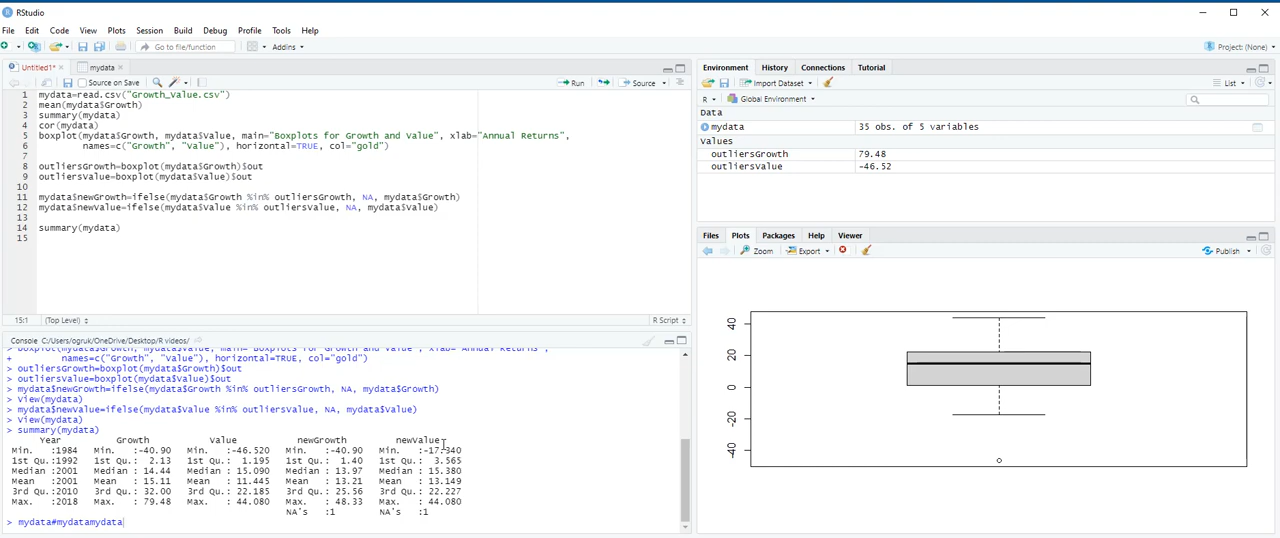 RStudio
File Edit Code View Plots Session Build Debug Profile Tools Help
Go to file/function Addins Project: (None)
Untitled1* mydata
Source on Save Run Source
1 mydata=read.csv("Growth_Value.csv")
2 mean(mydata$Growth)
3 summary(mydata)
4 cor(mydata)
5 boxplot(mydata$Growth, mydata$Value, main="Boxplots for Growth and Value", xlab="Annual Returns",
6 names=c("Growth", "Value"), horizontal=TRUE, col="gold")
7
8 outliersGrowth=boxplot(mydata$Growth)$out
9 outliersValue=boxplot(mydata$Value)$out
10
11 mydata$newGrowth=ifelse(mydata$Growth %in% outliersGrowth, NA, mydata$Growth)
12 mydata$newValue=ifelse(mydata$Value %in% outliersValue, NA, mydata$Value)
13
14 summary(mydata)
15
15:1 (Top Level) R Script
Console C:/Users/ogruk/OneDrive/Desktop/R videos/
> boxplot(mydata$Growth, mydata$Value, main="Boxplots for Growth and Value", xlab="Annual Returns",
+ names=c("Growth", "Value"), horizontal=TRUE, col="gold")
> outliersGrowth=boxplot(mydata$Growth)$out
> outliersValue=boxplot(mydata$Value)$out
> mydata$newGrowth=ifelse(mydata$Growth %in% outliersGrowth, NA, mydata$Growth)
> View(mydata)
> mydata$newValue=ifelse(mydata$Value %in% outliersValue, NA, mydata$Value)
> View(mydata)
> summary(mydata)
Year Growth Value newGrowth newValue
Min. :1984 Min. :-40.90 Min. :-46.520 Min. :-40.90 Min. :-17.340
1st Qu.:1992 1st Qu.: 2.13 1st Qu.: 1.195 1st Qu.: 1.40 1st Qu.: 3.565
Median :2001 Median : 14.44 Median : 15.090 Median : 13.97 Median : 15.380
Mean :2001 Mean : 15.11 Mean : 11.445 Mean : 13.21 Mean : 13.149
3rd Qu.:2010 3rd Qu.: 32.00 3rd Qu.: 22.185 3rd Qu.: 25.56 3rd Qu.: 22.227
Max. :2018 Max. : 79.48 Max. : 44.080 Max. : 48.33 Max. : 44.080
NA's :1 NA's :1
> mydata#mydatamydata
Environment History Connections Tutorial
Import Dataset List
R Global Environment
Data
mydata 35 obs. of 5 variables
Values
outliersGrowth 79.48
outliersValue -46.52
Files Plots Packages Help Viewer
Zoom Export Publish
40
20
0
-20
-40